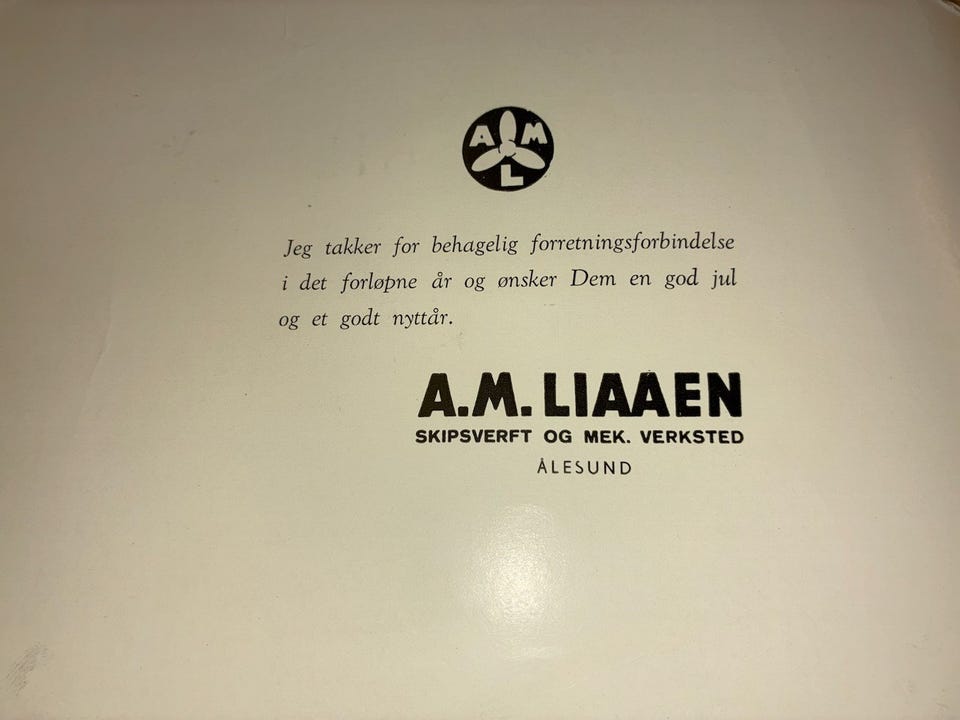 A M
L
Jeg takker for behagelig forretningsforbindelse
i det forløpne år og ønsker Dem en god jul
og et godt nyttår.
A.M. LIAAEN
SKIPSVERFT OG MEK. VERKSTED
ÅLESUND